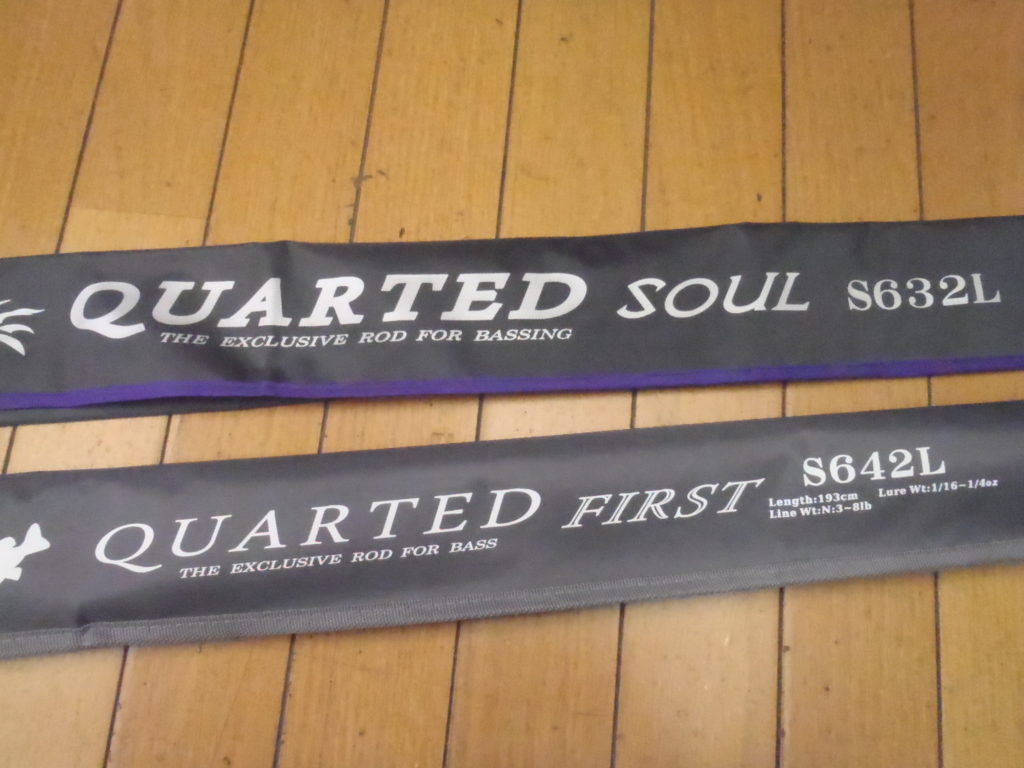 QUARTED SOUL S632L
THE EXCLUSIVE ROD FOR BASSING
QUARTED FIRST S642L
Length:193cm Lure Wt:1/16~1/4oz
Line Wt:N:3~8lb
THE EXCLUSIVE ROD FOR BASS